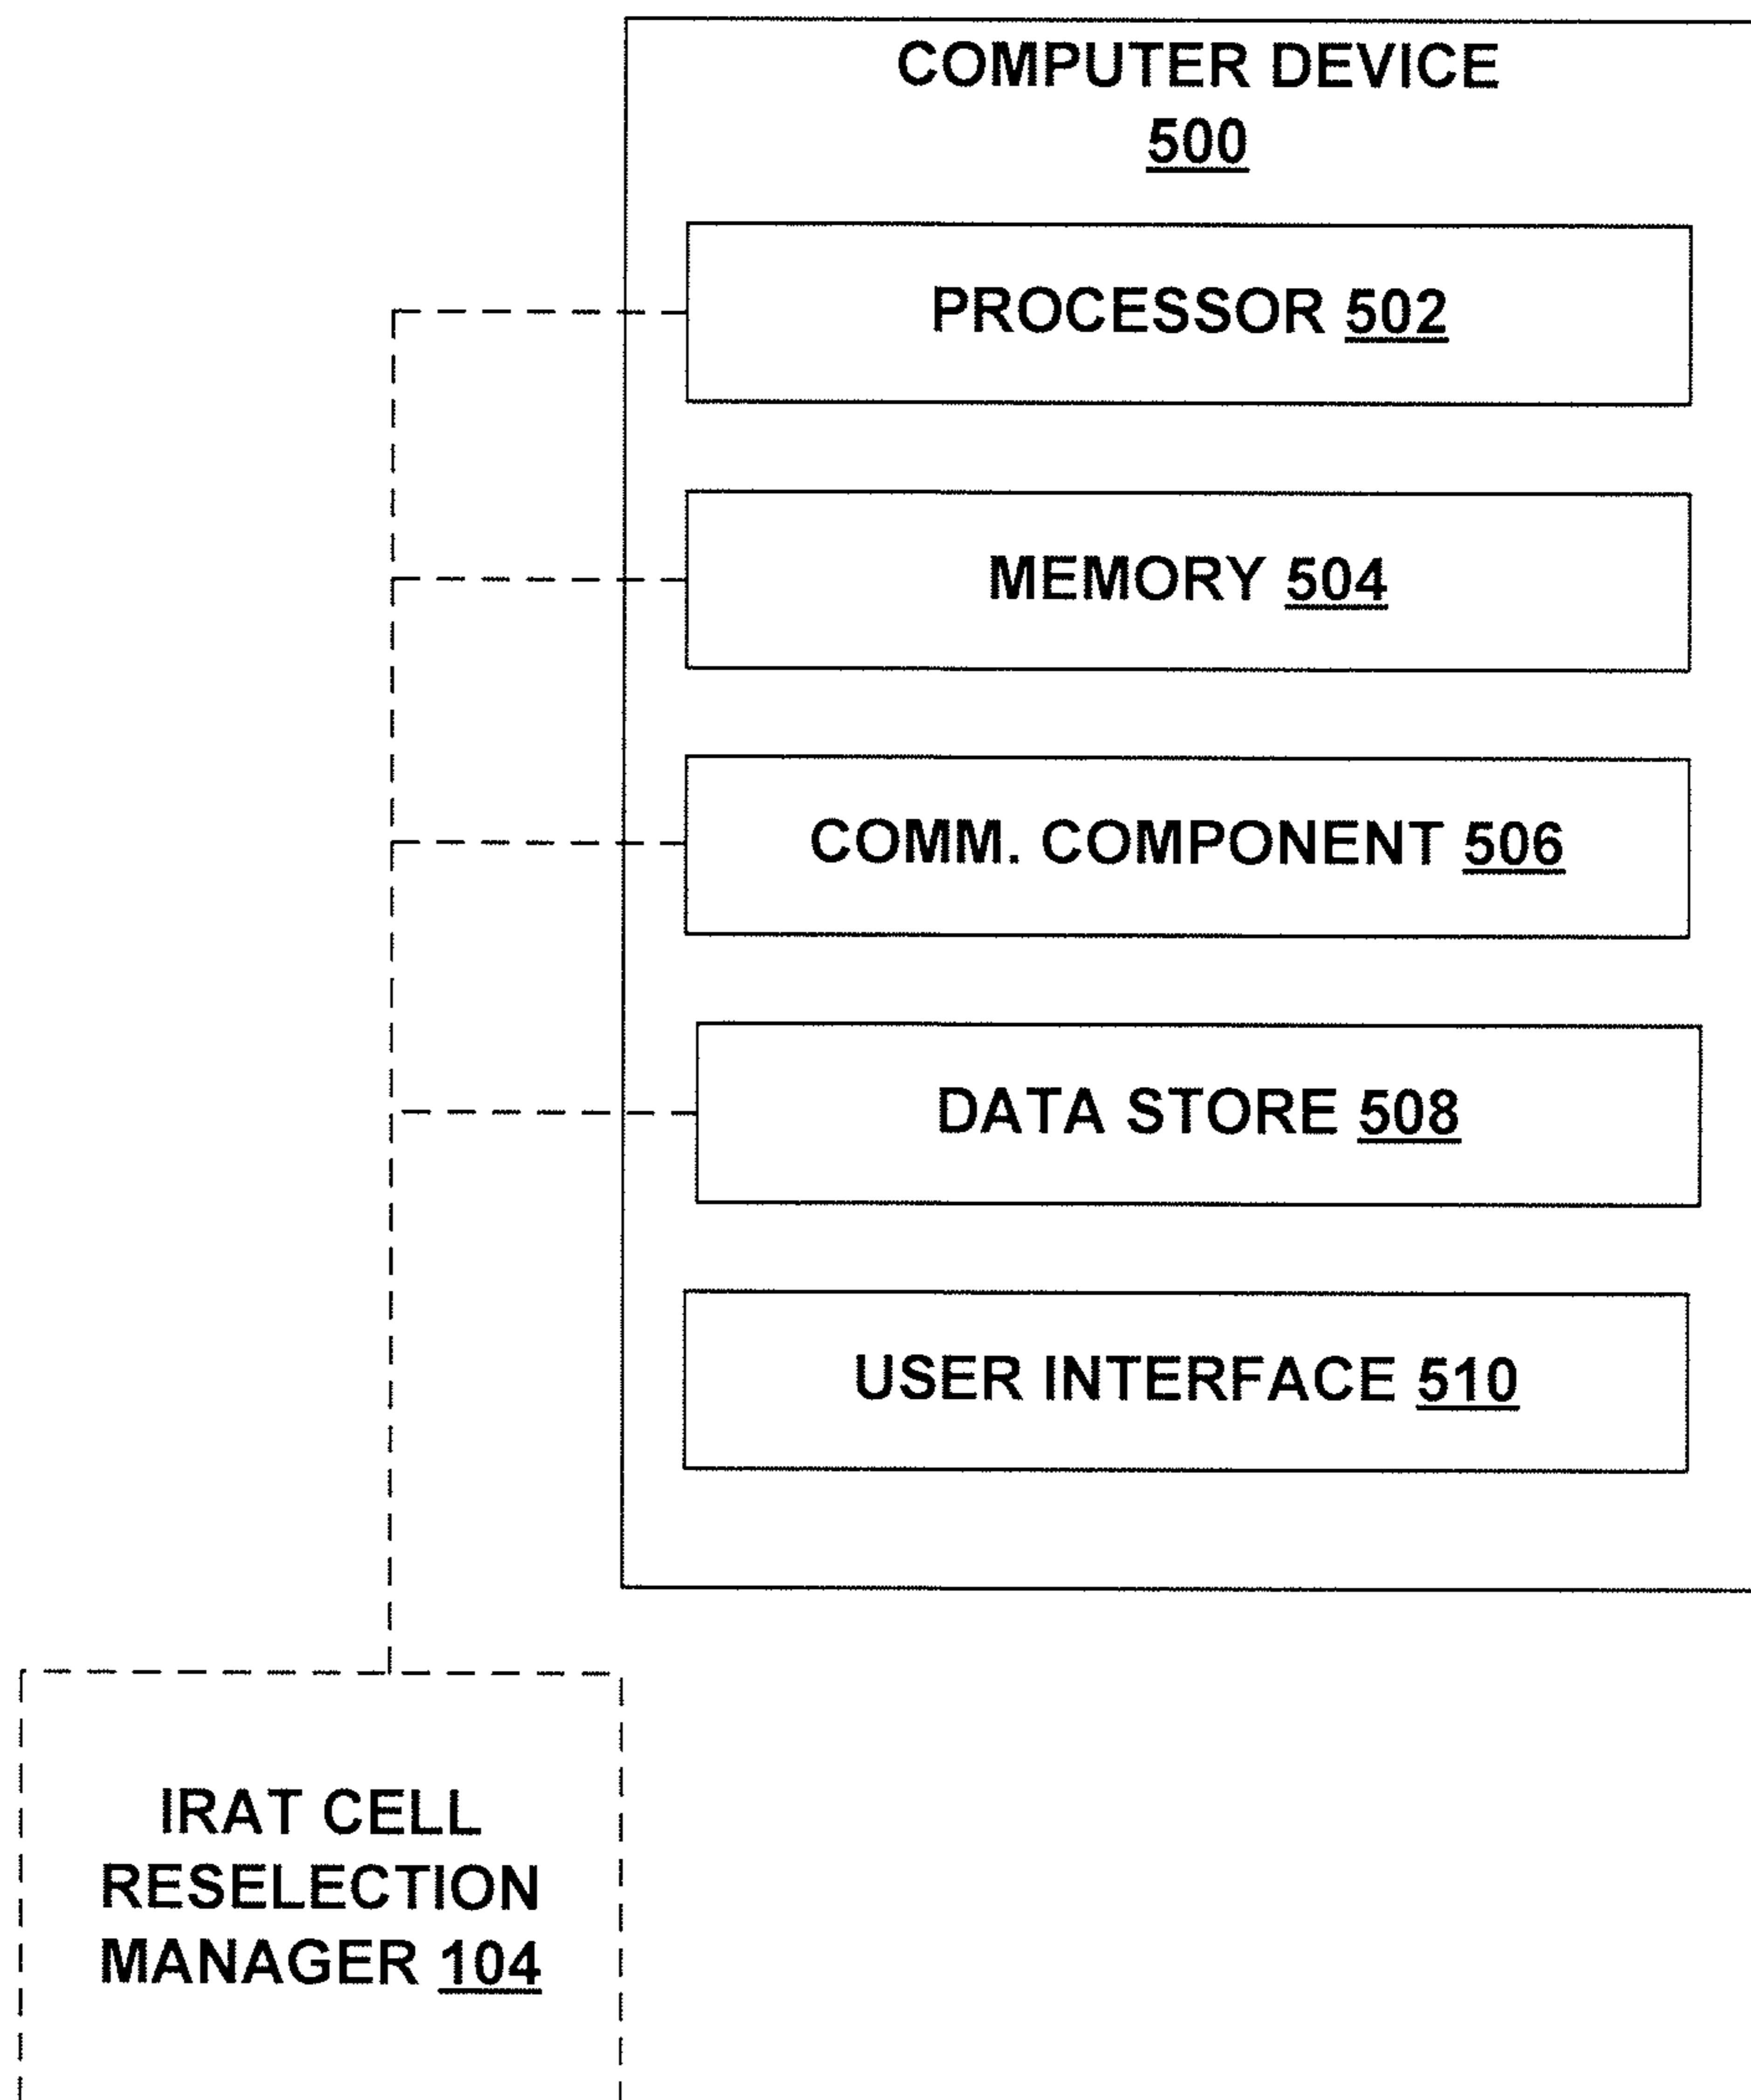 COMPUTER DEVICE
500
PROCESSOR 502
MEMORY 504
COMM. COMPONENT 506
DATA STORE 508
USER INTERFACE 510
IRAT CELL
RESELECTION
MANAGER 104